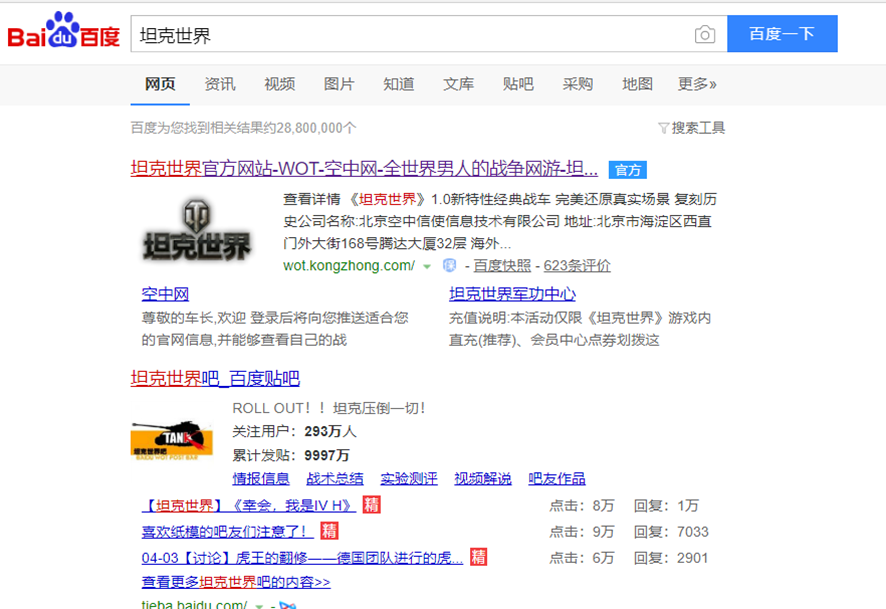 Bai du 百度
坦克世界
百度一下
网页 资讯 视频 图片 知道 文库 贴吧 采购 地图 更多»
百度为您找到相关结果约28,800,000个 搜索工具
坦克世界官方网站-WOT-空中网-全世界男人的战争网游-坦... 官方
坦克世界
查看详情 《坦克世界》1.0新特性经典战车 完美还原真实场景 复刻历
史公司名称:北京空中信使信息技术有限公司 地址:北京市海淀区西直
门外大街168号腾达大厦32层 海外...
wot.kongzhong.com/ - 百度快照 - 623条评价
空中网
尊敬的车长,欢迎 登录后将向您推送适合您
的官网信息,并能够查看自己的战
坦克世界军功中心
充值说明:本活动仅限《坦克世界》游戏内
直充(推荐)、会员中心点券划拨这
坦克世界吧_百度贴吧
TANK
坦克世界吧
ROLL OUT！！坦克压倒一切！
关注用户：293万人
累计发贴：9997万
情报信息 战术总结 实验测评 视频解说 吧友作品
【坦克世界】《幸会，我是IV H》 精 点击：8万 回复：1万
喜欢纸模的吧友们注意了！ 精 点击：9万 回复：7033
04-03【讨论】虎王的翻修——德国团队进行的虎... 精 点击：6万 回复：2901
查看更多坦克世界吧的内容>>
tieba.baidu.com/ -